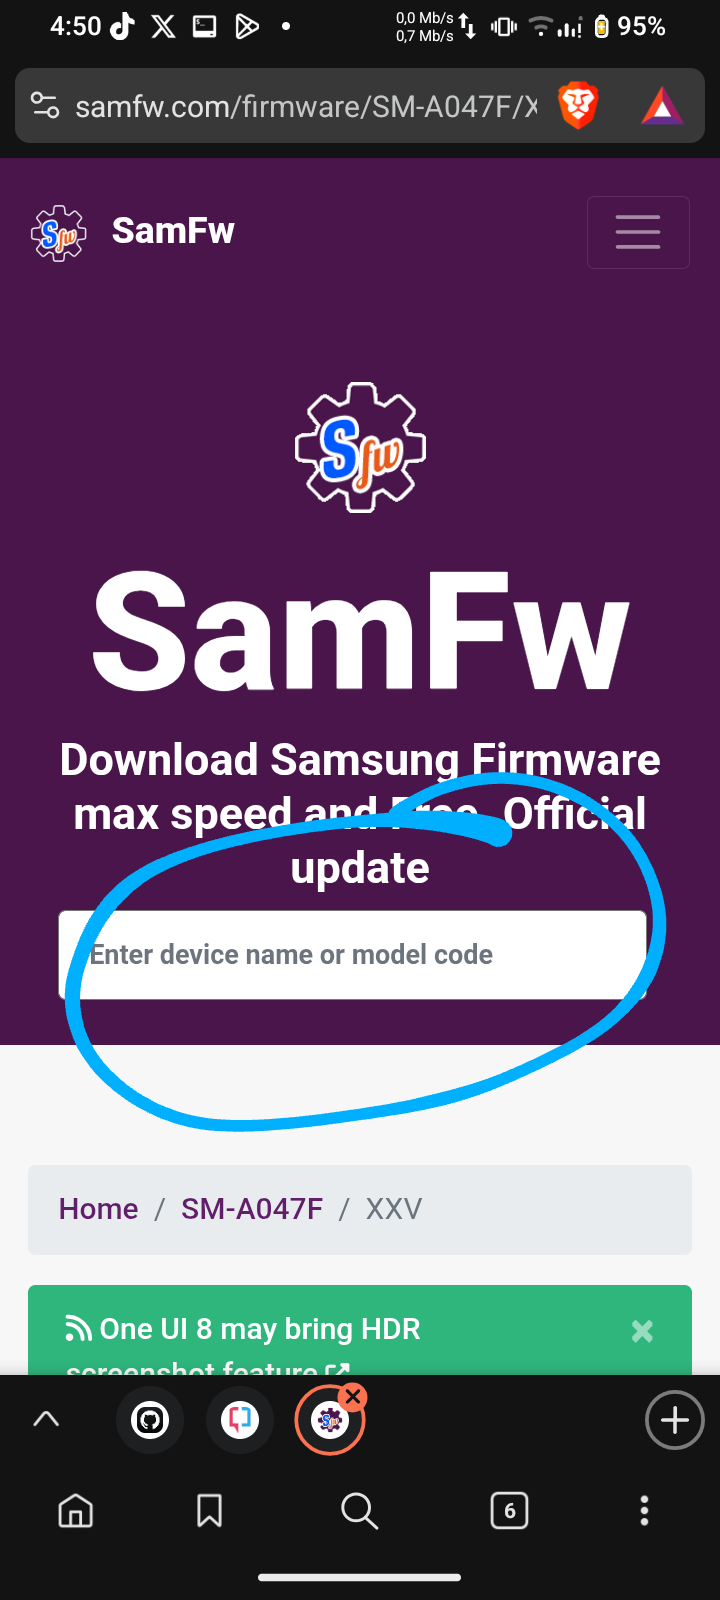 4:50
0,0 Mb/s
0,7 Mb/s
95%
samfw.com/firmware/SM-A047F/X
Sfw SamFw
Sfw
SamFw
Download Samsung Firmware
max speed and Free, Official
update
Enter device name or model code
Home / SM-A047F / XXV
One UI 8 may bring HDR
screenshot feature
6